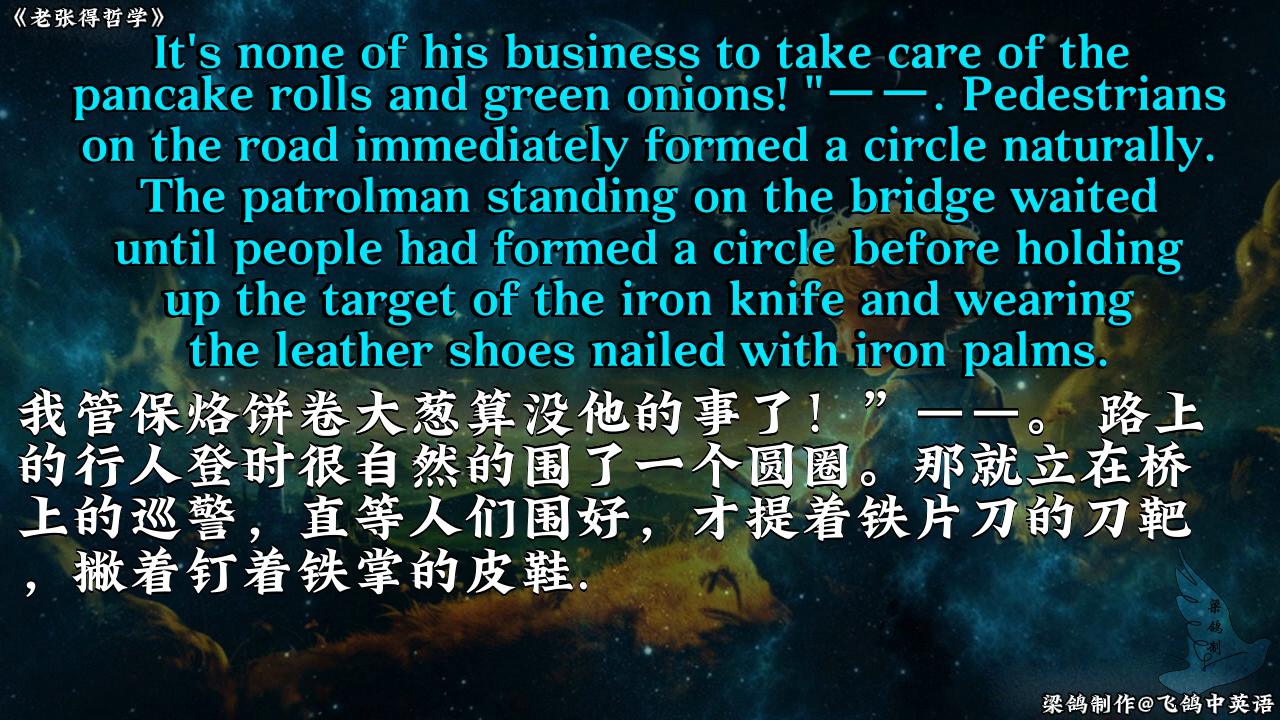 《老张得哲学》
It's none of his business to take care of the
pancake rolls and green onions! "——. Pedestrians
on the road immediately formed a circle naturally.
The patrolman standing on the bridge waited
until people had formed a circle before holding
up the target of the iron knife and wearing
the leather shoes nailed with iron palms.
我管保烙饼卷大葱算没他的事了！”——。 路上
的行人登时很自然的围了一个圆圈。那就立在桥
上的巡警，直等人们围好，才提着铁片刀的刀靶
，撇着钉着铁掌的皮鞋.
梁鸽制
梁鸽制作@飞鸽中英语